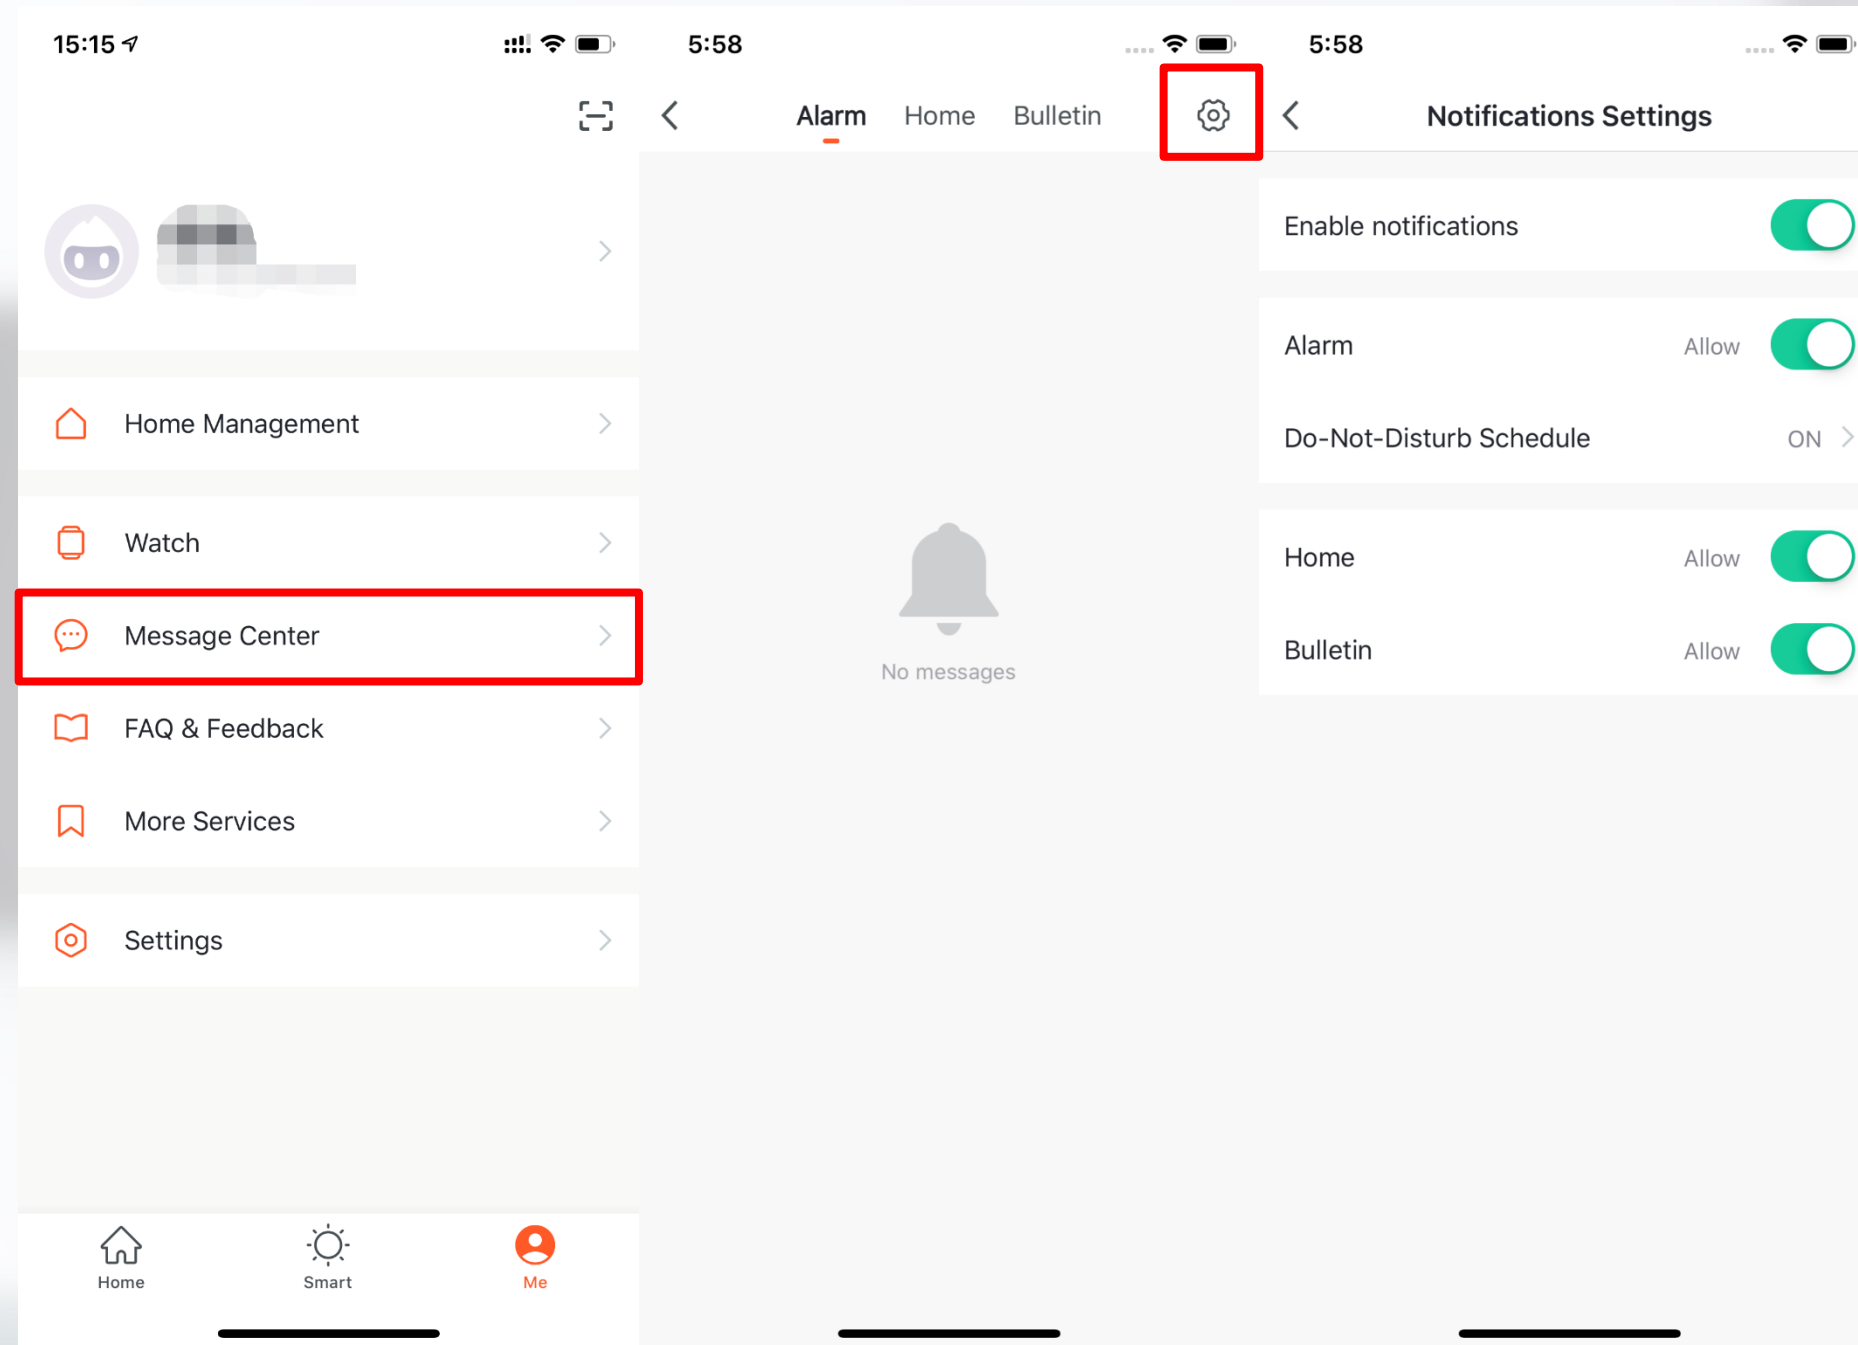 15:15
Home Management
Watch
Message Center
FAQ & Feedback
More Services
Settings
Home
Smart
Me
5:58
Alarm Home Bulletin
No messages
5:58
Notifications Settings
Enable notifications
Alarm Allow
Do-Not-Disturb Schedule ON
Home Allow
Bulletin Allow